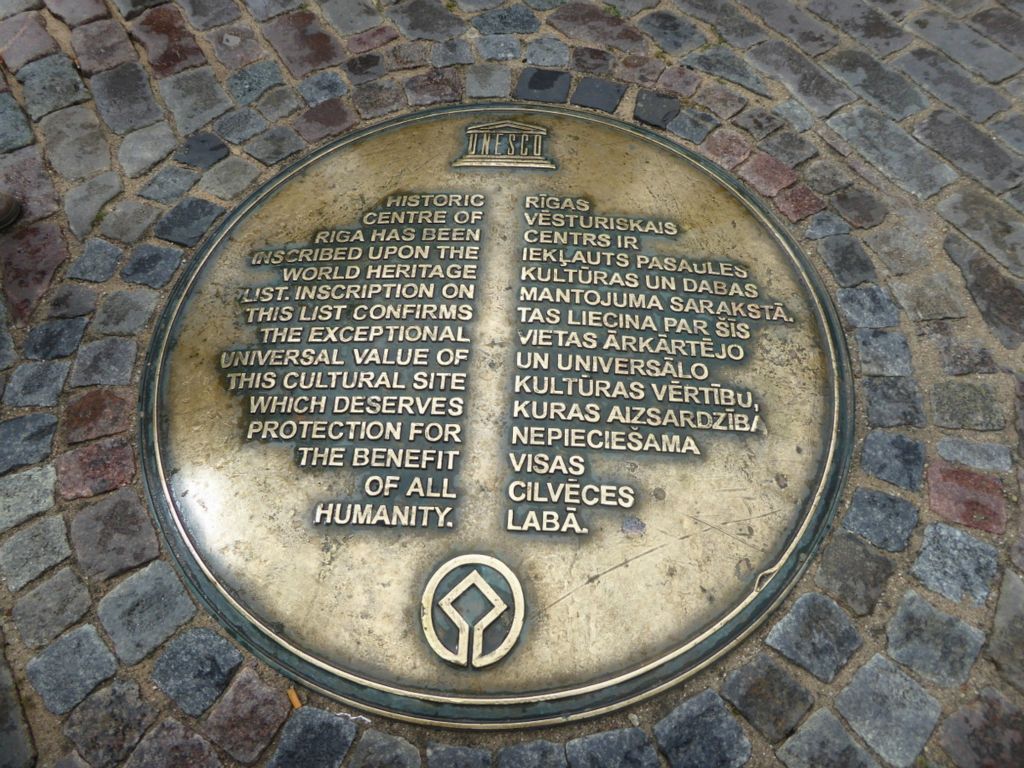 UNESCO
HISTORIC
CENTRE OF
RIGA HAS BEEN
INSCRIBED UPON THE
WORLD HERITAGE
LIST. INSCRIPTION ON
THIS LIST CONFIRMS
THE EXCEPTIONAL
UNIVERSAL VALUE OF
THIS CULTURAL SITE
WHICH DESERVES
PROTECTION FOR
THE BENEFIT
OF ALL
HUMANITY.
RĪGAS
VĒSTURISKAIS
CENTRS IR
IEKĻAUTS PASAULES
KULTŪRAS UN DABAS
MANTOJUMA SARAKSTĀ.
TAS LIECINA PAR ŠĪS
VIETAS ĀRKĀRTĒJO
UN UNIVERSĀLO
KULTŪRAS VĒRTĪBU,
KURAS AIZSARDZĪBA
NEPIECIEŠAMA
VISAS
CILVĒCES
LABĀ.